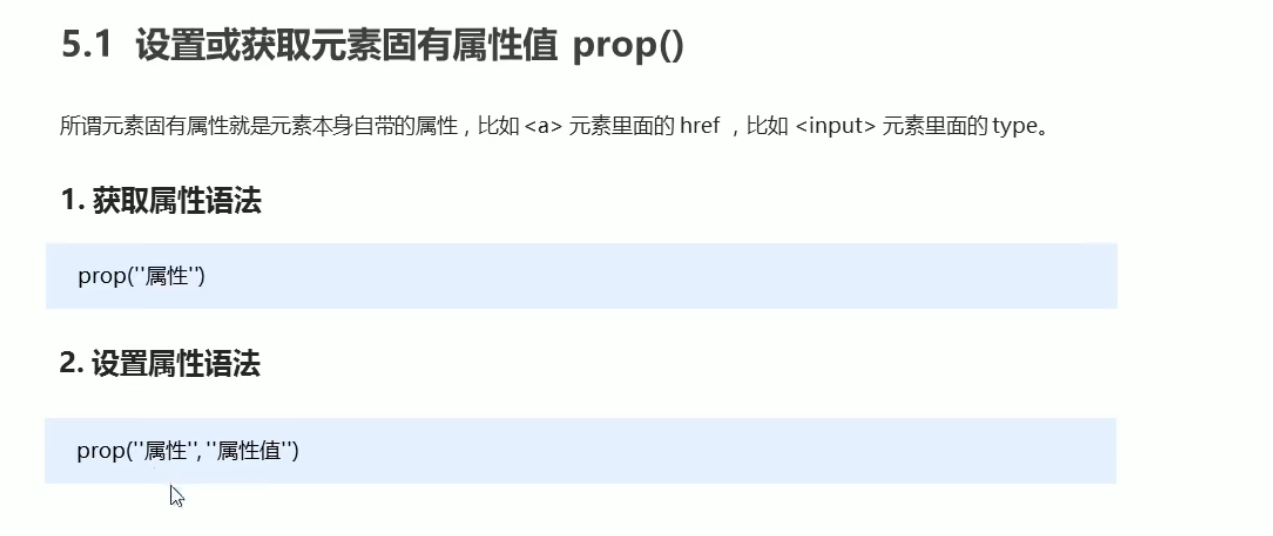 5.1 设置或获取元素固有属性值 prop()
所谓元素固有属性就是元素本身自带的属性，比如 <a> 元素里面的 href ，比如 <input> 元素里面的 type。
1. 获取属性语法
prop(''属性'')
2. 设置属性语法
prop(''属性'', ''属性值'')